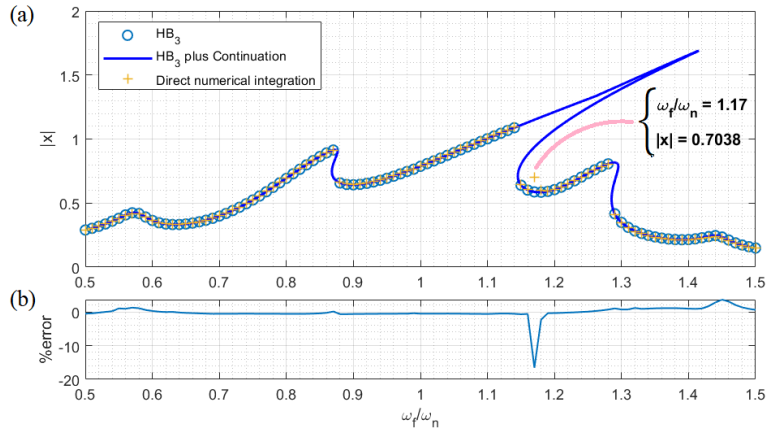 (a)
2
1.5
1
0.5
0
|x|
HB3
HB3 plus Continuation
Direct numerical integration
ωf/ωn = 1.17
|x| = 0.7038
0.5 0.6 0.7 0.8 0.9 1 1.1 1.2 1.3 1.4 1.5
(b)
0
-10
-20
%error
0.5 0.6 0.7 0.8 0.9 1 1.1 1.2 1.3 1.4 1.5
ωf/ωn